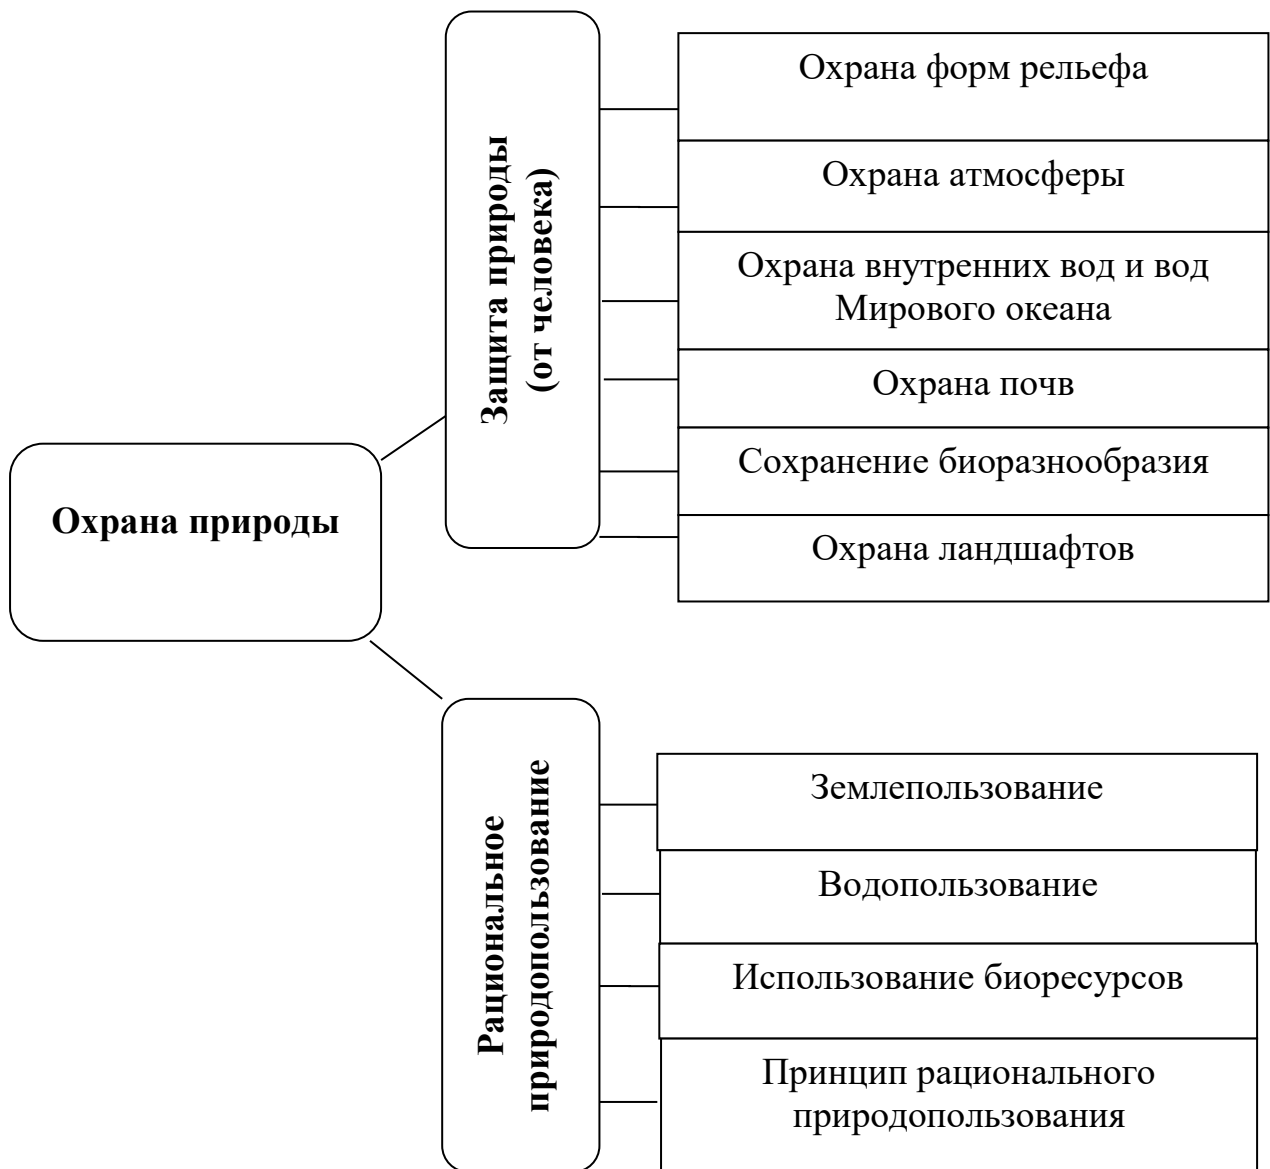 Охрана природы
Защита природы
(от человека)
Охрана форм рельефа
Охрана атмосферы
Охрана внутренних вод и вод
Мирового океана
Охрана почв
Сохранение биоразнообразия
Охрана ландшафтов
Рациональное
природопользование
Землепользование
Водопользование
Использование биоресурсов
Принцип рационального
природопользования